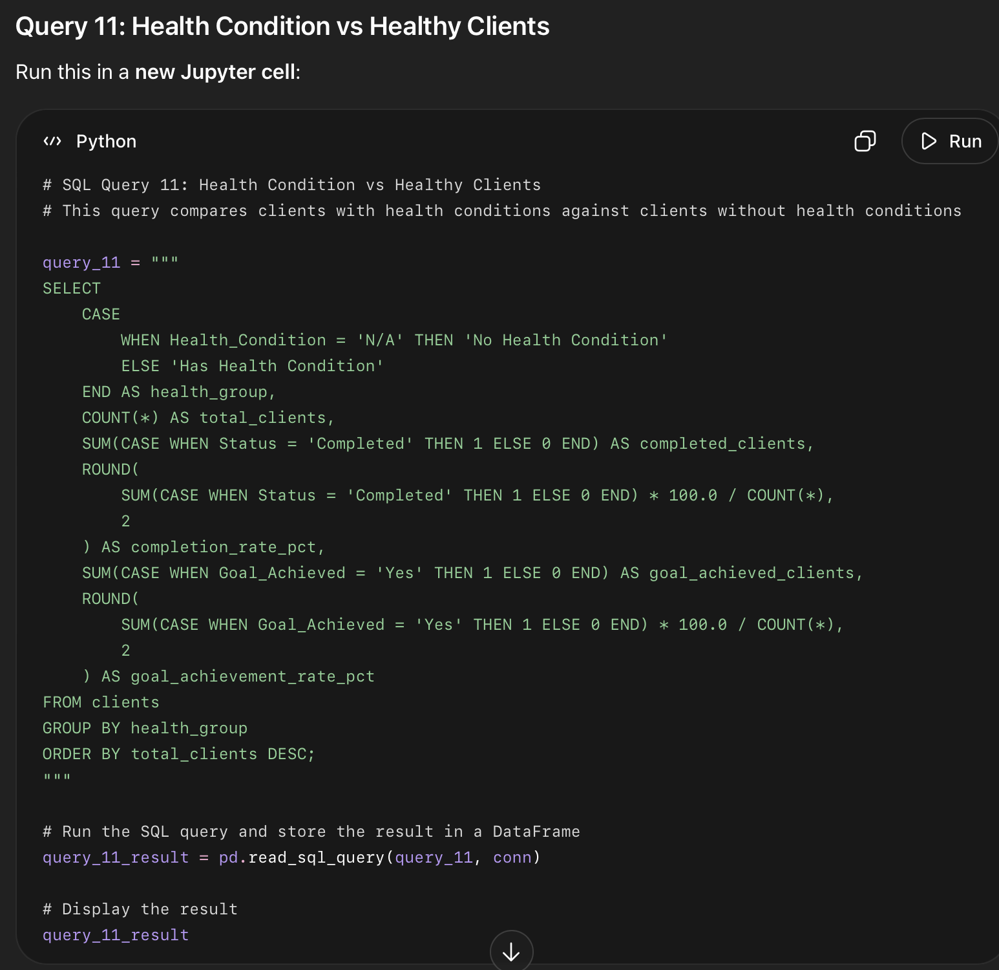 Query 11: Health Condition vs Healthy Clients
Run this in a new Jupyter cell:
Python
Run
# SQL Query 11: Health Condition vs Healthy Clients
# This query compares clients with health conditions against clients without health conditions
query_11 = """
SELECT
    CASE
        WHEN Health_Condition = 'N/A' THEN 'No Health Condition'
        ELSE 'Has Health Condition'
    END AS health_group,
    COUNT(*) AS total_clients,
    SUM(CASE WHEN Status = 'Completed' THEN 1 ELSE 0 END) AS completed_clients,
    ROUND(
        SUM(CASE WHEN Status = 'Completed' THEN 1 ELSE 0 END) * 100.0 / COUNT(*),
        2
    ) AS completion_rate_pct,
    SUM(CASE WHEN Goal_Achieved = 'Yes' THEN 1 ELSE 0 END) AS goal_achieved_clients,
    ROUND(
        SUM(CASE WHEN Goal_Achieved = 'Yes' THEN 1 ELSE 0 END) * 100.0 / COUNT(*),
        2
    ) AS goal_achievement_rate_pct
FROM clients
GROUP BY health_group
ORDER BY total_clients DESC;
"""
# Run the SQL query and store the result in a DataFrame
query_11_result = pd.read_sql_query(query_11, conn)
# Display the result
query_11_result